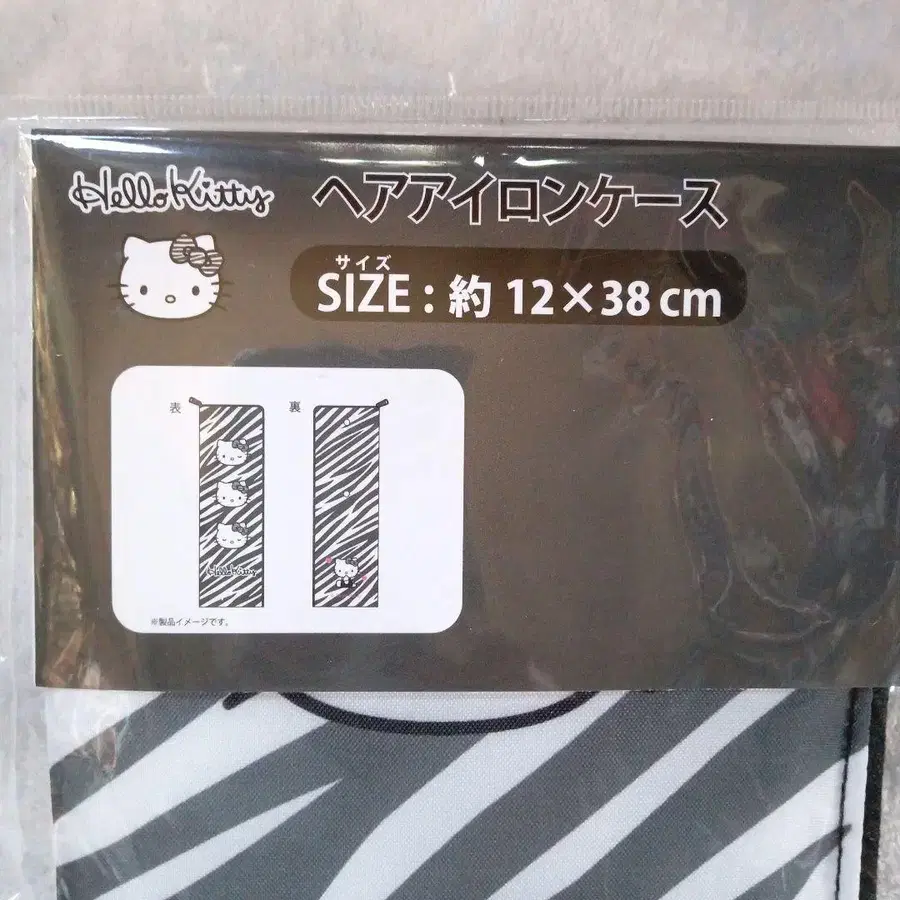 Hello Kitty
ヘアアイロンケース
サイズ
SIZE : 約 12×38 cm
表
裏
Hello Kitty
※製品イメージです。